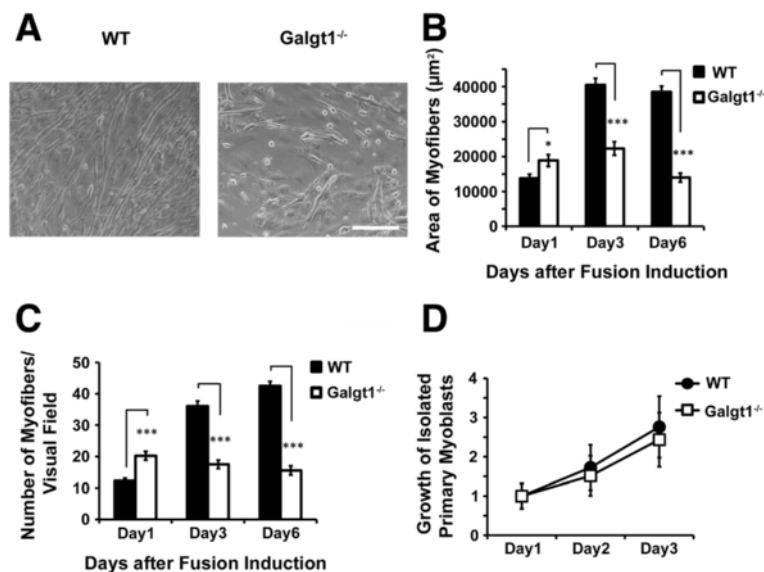 A
WT
Galgt1-/-
B
Area of Myofibers (µm²)
40000
30000
20000
10000
0
WT
Galgt1-/-
*
***
***
Day1
Day3
Day6
Days after Fusion Induction
C
Number of Myofibers/
Visual Field
50
40
30
20
10
0
WT
Galgt1-/-
***
***
***
Day1
Day3
Day6
Days after Fusion Induction
D
Growth of Isolated
Primary Myoblasts
4
3
2
1
0
WT
Galgt1-/-
Day1
Day2
Day3